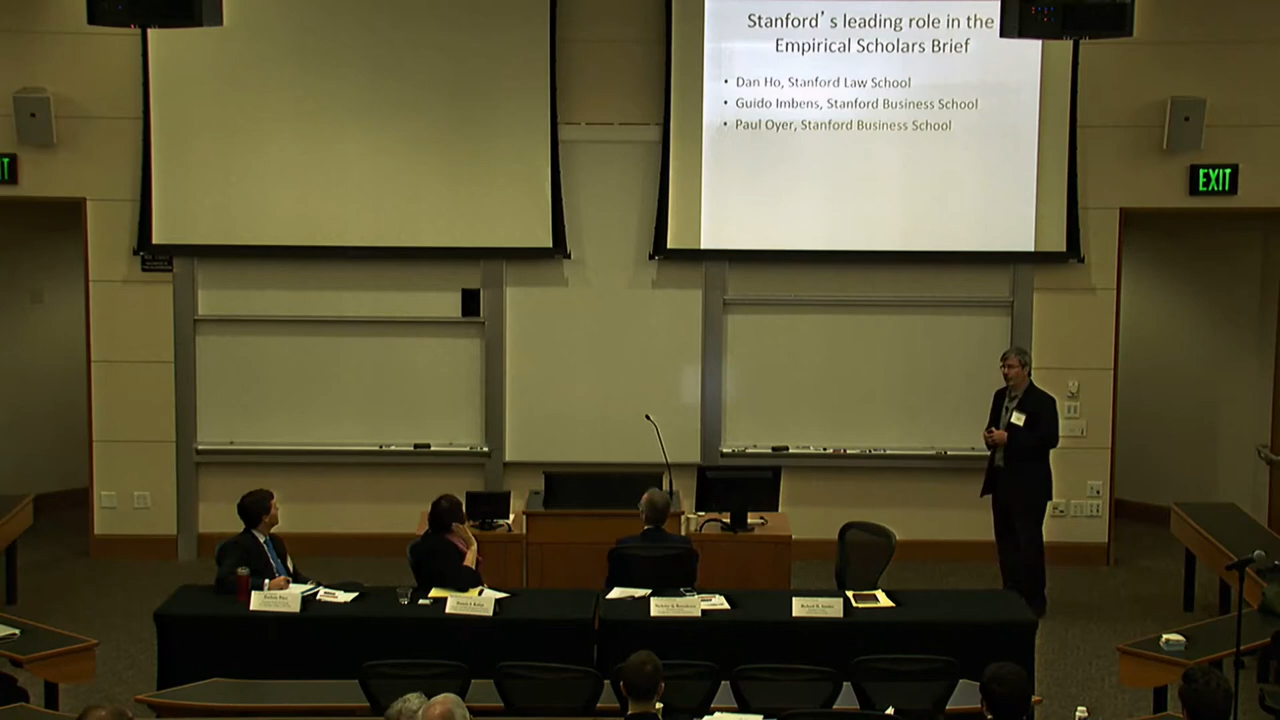 Stanford's leading role in the
Empirical Scholars Brief
• Dan Ho, Stanford Law School
• Guido Imbens, Stanford Business School
• Paul Oyer, Stanford Business School
EXIT